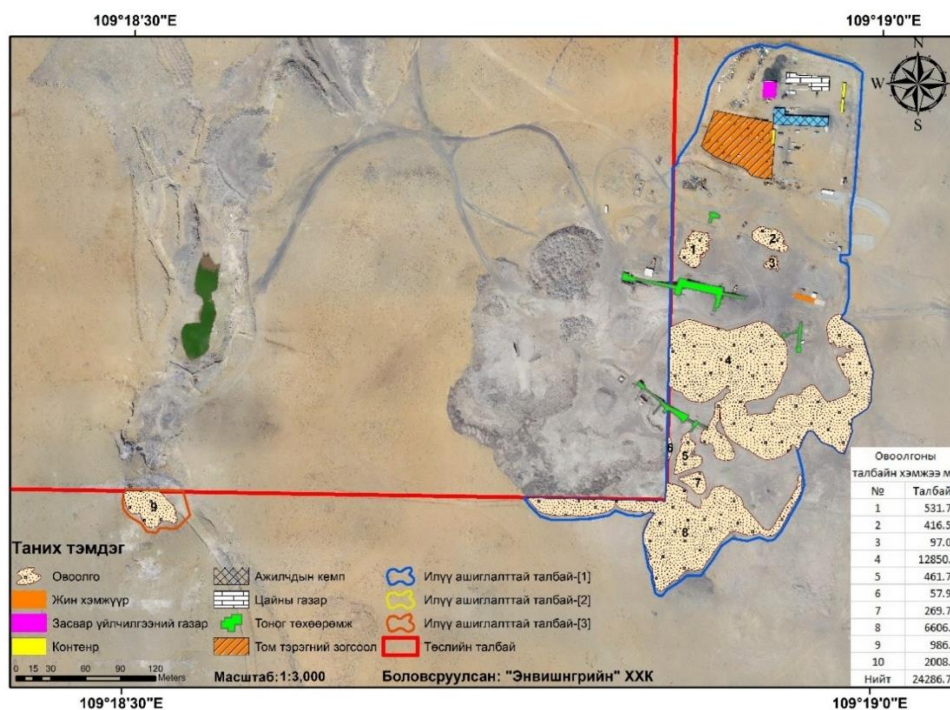 109°18'30"E
109°19'0"
N
W
S
1
2
3
4
5
6
7
8
9
Овоолгоны
талбайн хэмжээ м
№ Талбай
1 531.7
2 416.5
3 97.0
4 12850.
5 461.7
6 57.9
7 269.7
8 6606.
9 986.
10 2008.
Нийт 24286.7
Таних тэмдэг
Овоолго
Жин хэмжүүр
Засвар үйлчилгээний газар
Контенр
Ажилчдын кемп
Цайны газар
Тоног төхөөрөмж
Том тэрэгний зогсоол
Илүү ашиглалттай талбай-[1]
Илүү ашиглалттай талбай-[2]
Илүү ашиглалттай талбай-[3]
Төслийн талбай
0 15 30 60 90 120
Meters
Масштаб:1:3,000
Боловсруулсан: "Энвишнгрийн" ХХК
109°18'30"E
109°19'0"E